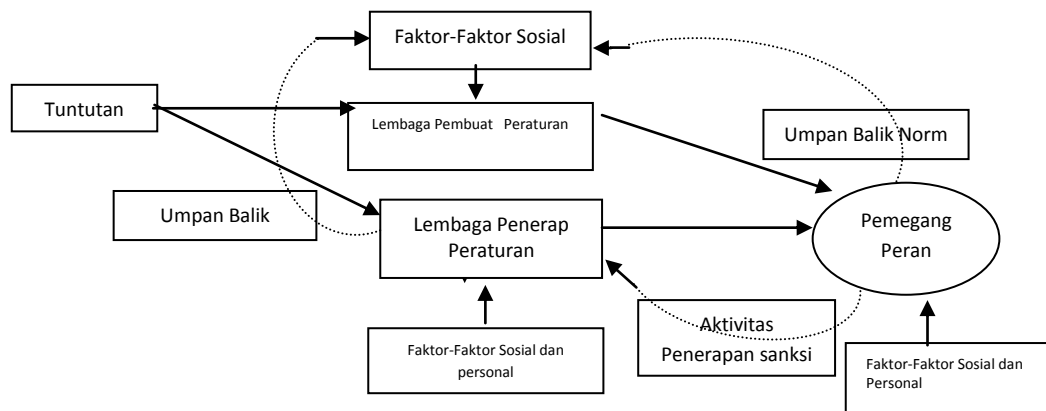 Faktor-Faktor Sosial
Tuntutan
Lembaga Pembuat Peraturan
Umpan Balik Norm
Umpan Balik
Lembaga Penerap
Peraturan
Pemegang
Peran
Faktor-Faktor Sosial dan
personal
Aktivitas
Penerapan sanksi
Faktor-Faktor Sosial dan
Personal